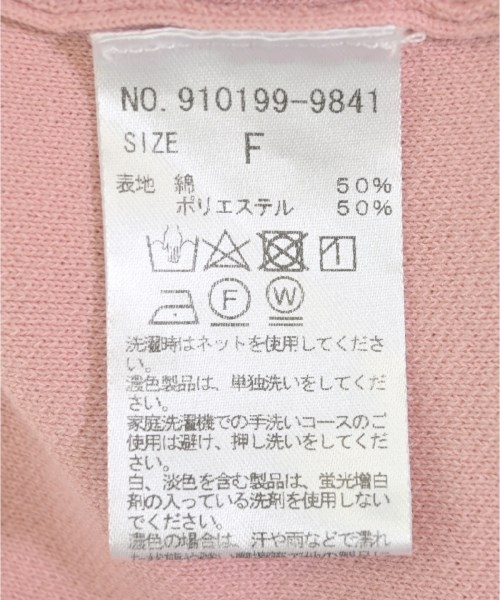 NO. 910199-9841
SIZE F
表地 綿 50%
ポリエステル 50%
F W
洗濯時はネットを使用してくださ
い。
濃色製品は、単独洗いをしてくだ
さい。
家庭洗濯機での手洗いコースのご
使用は避け、押し洗いをしてくだ
さい。
白、淡色を含む製品は、蛍光増白
剤の入っている洗剤を使用しない
でください。
濃色の場合は、汗や雨などで濡れ